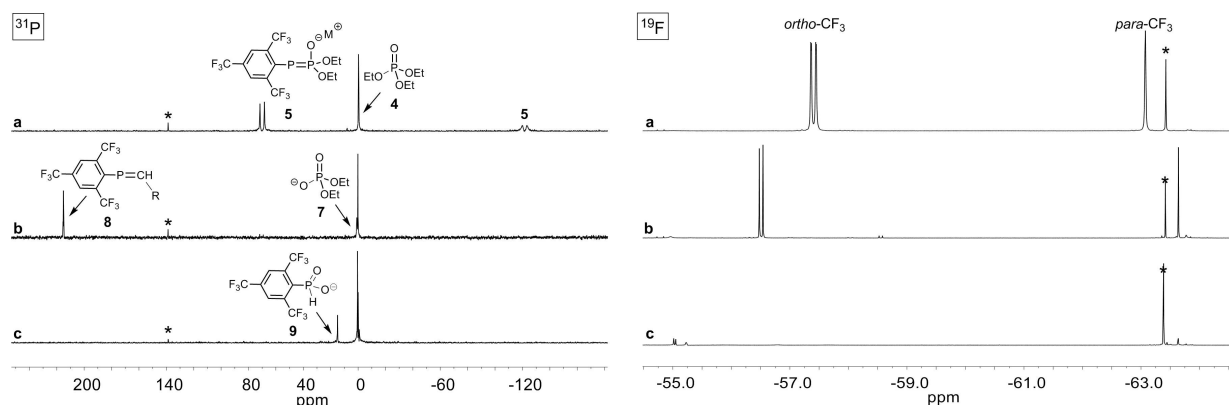 ³¹P
CF₃
F₃C
P=P
CF₃
⊖O
M⊕
OEt
OEt
5
O
EtO
P
OEt
OEt
4
5
*
a
CF₃
F₃C
P=CH
R
CF₃
8
*
O
⊖O
P
OEt
OEt
7
b
CF₃
F₃C
O
P
O⊖
H
CF₃
9
*
c
200 140 80 40 0 -60 -120
ppm
¹⁹F
ortho-CF₃
para-CF₃
*
a
*
b
*
c
-55.0 -57.0 -59.0 -61.0 -63.0
ppm